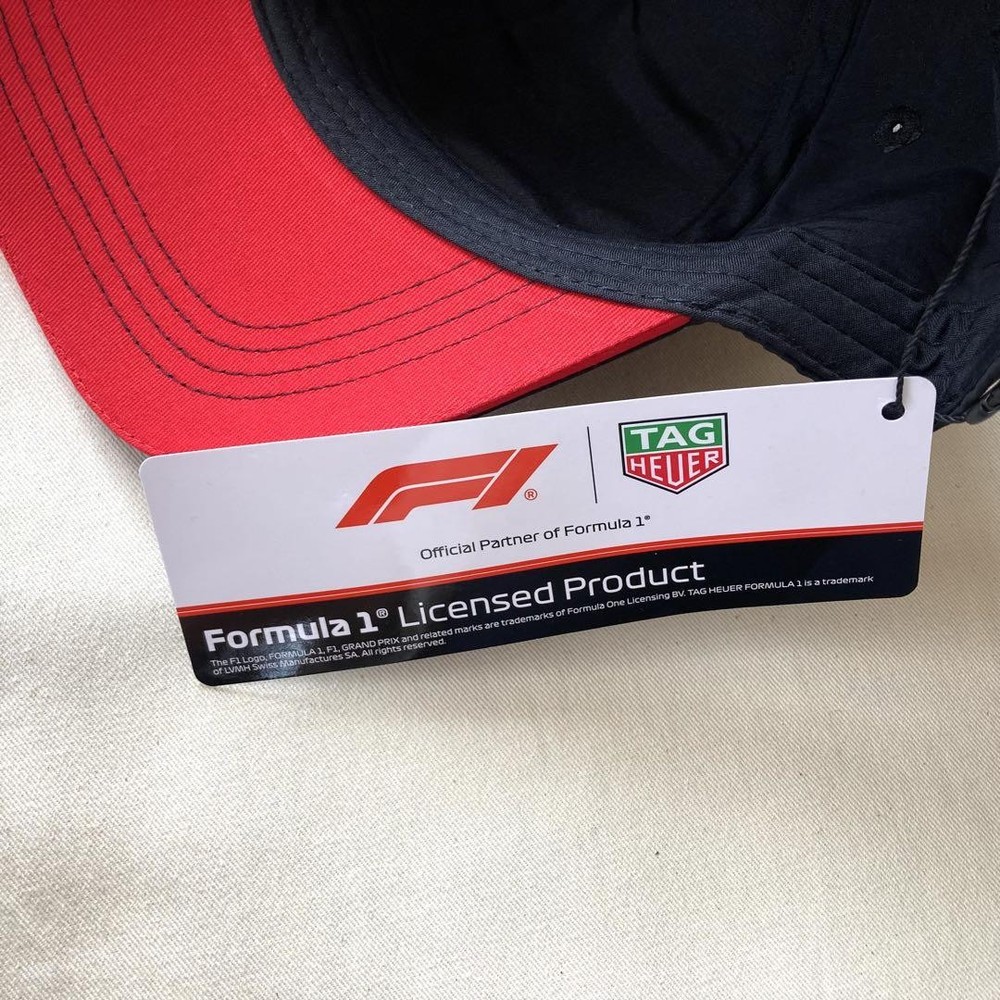 F1®
TAG
HEUER
Official Partner of Formula 1®
Formula 1® Licensed Product
The F1 Logo, FORMULA 1, F1, GRAND PRIX and related marks are trademarks of Formula One Licensing BV. TAG HEUER FORMULA 1 is a trademark
of LVMH Swiss Manufactures SA. All rights reserved.